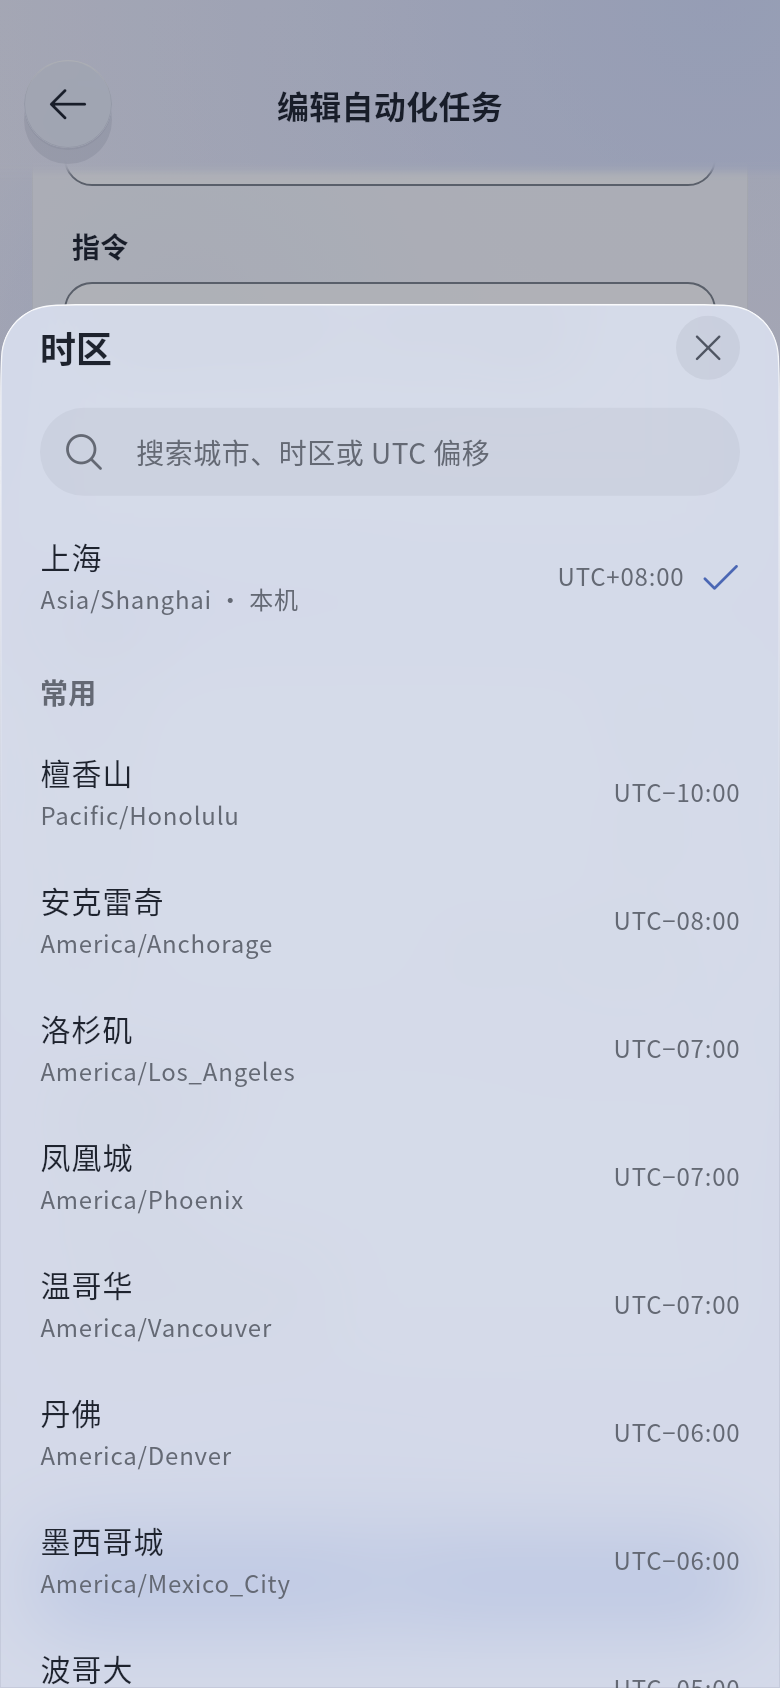 编辑自动化任务
指令
时区
搜索城市、时区或 UTC 偏移
上海
Asia/Shanghai · 本机
UTC+08:00
常用
檀香山
Pacific/Honolulu
UTC−10:00
安克雷奇
America/Anchorage
UTC−08:00
洛杉矶
America/Los_Angeles
UTC−07:00
凤凰城
America/Phoenix
UTC−07:00
温哥华
America/Vancouver
UTC−07:00
丹佛
America/Denver
UTC−06:00
墨西哥城
America/Mexico_City
UTC−06:00
波哥大
UTC−05:00